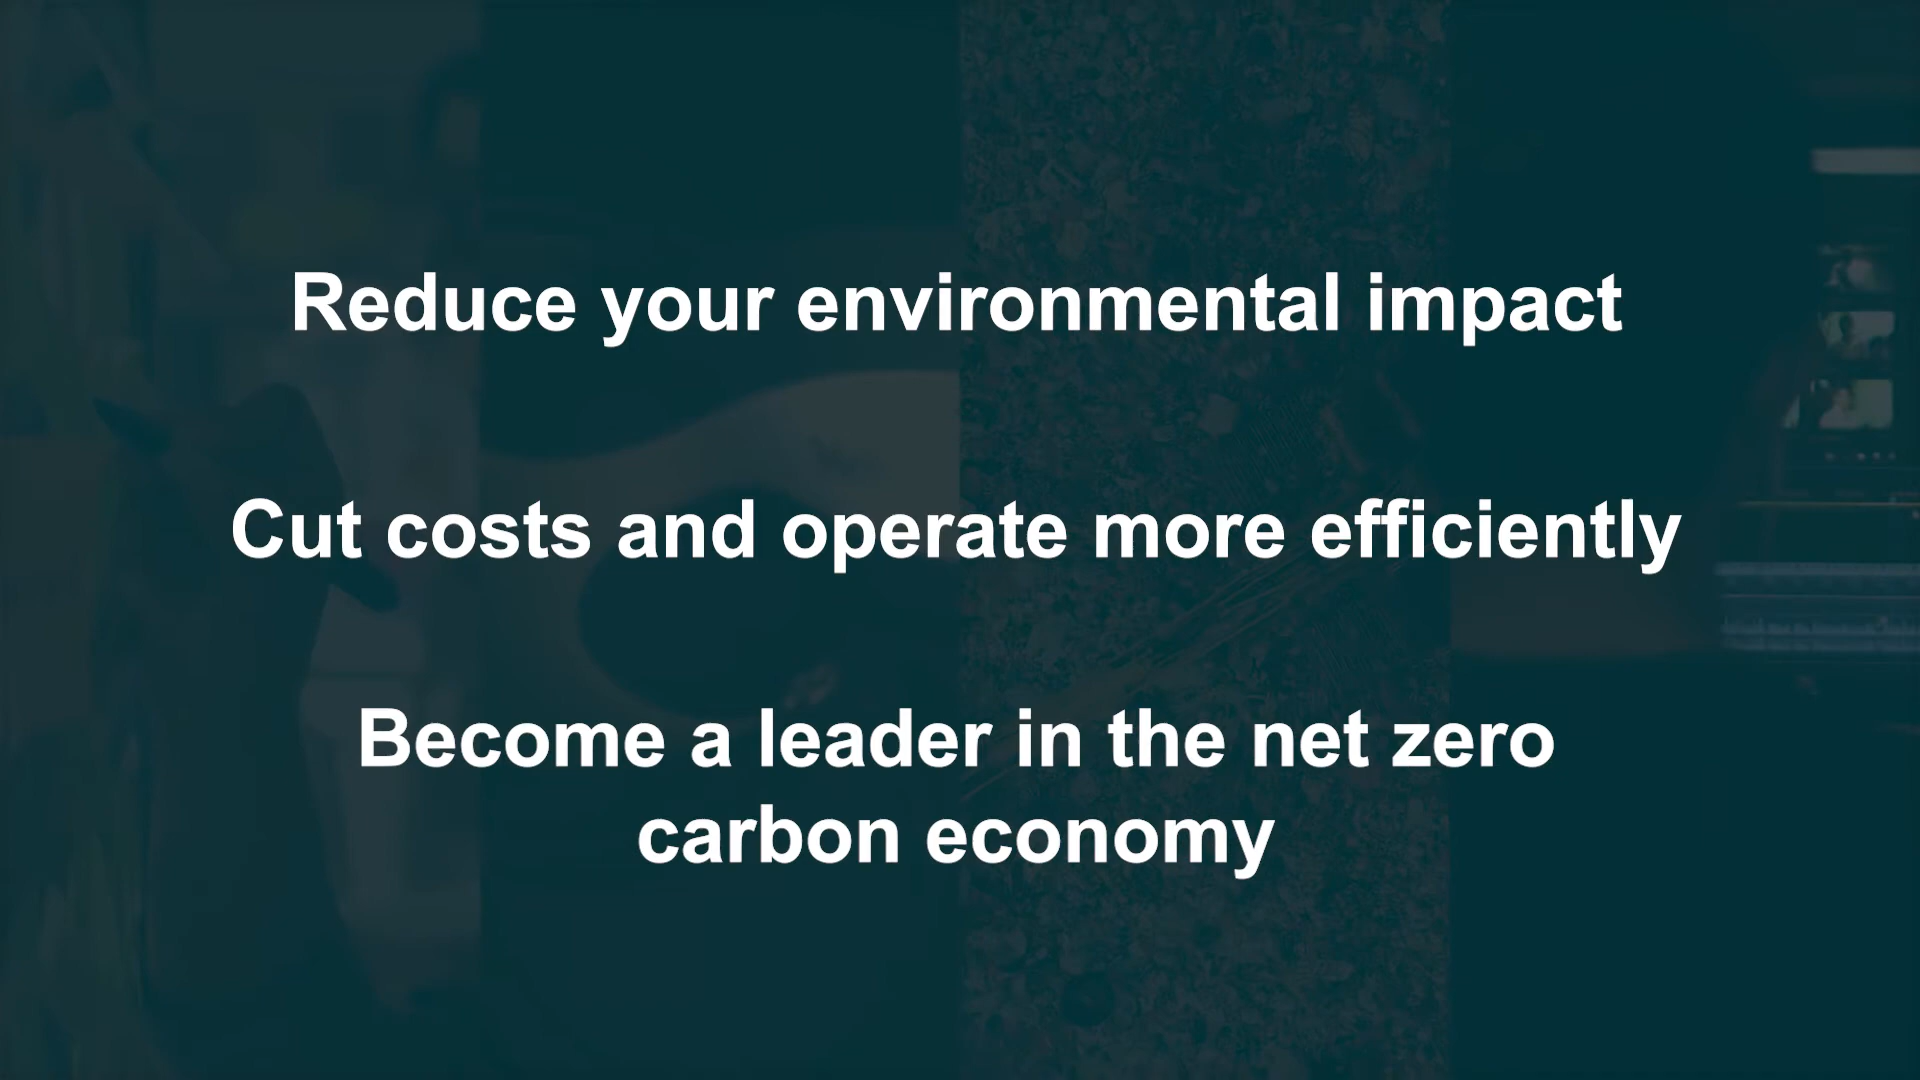 Reduce your environmental impact
Cut costs and operate more efficiently
Become a leader in the net zero
carbon economy